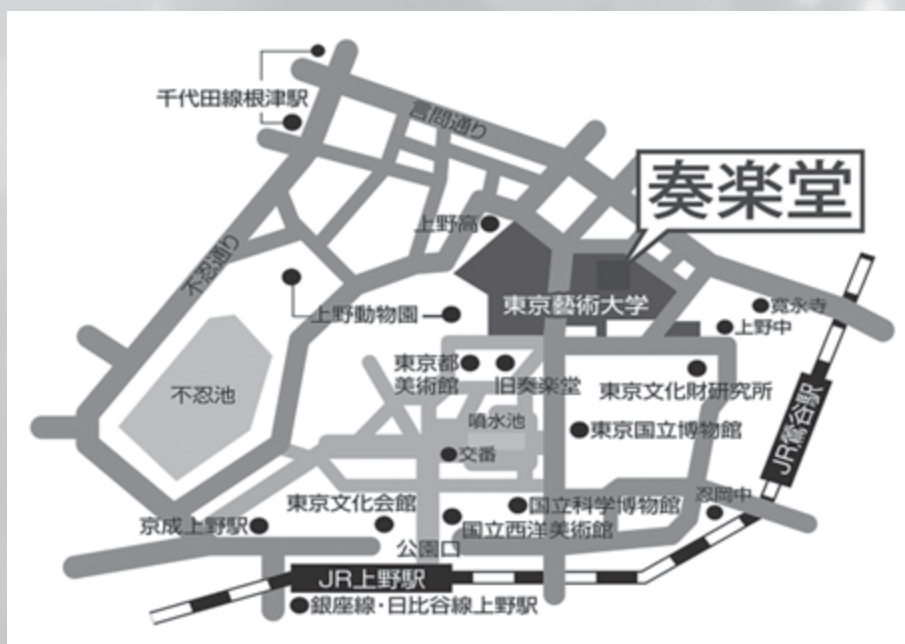 千代田線根津駅
言問通り
奏楽堂
上野高
不忍通り
東京藝術大学
寛永寺
上野動物園
上野中
東京都
美術館
旧奏楽堂
東京文化財研究所
不忍池
噴水池
東京国立博物館
JR鶯谷駅
交番
忍岡中
東京文化会館
国立科学博物館
京成上野駅
国立西洋美術館
公園口
JR上野駅
銀座線・日比谷線上野駅